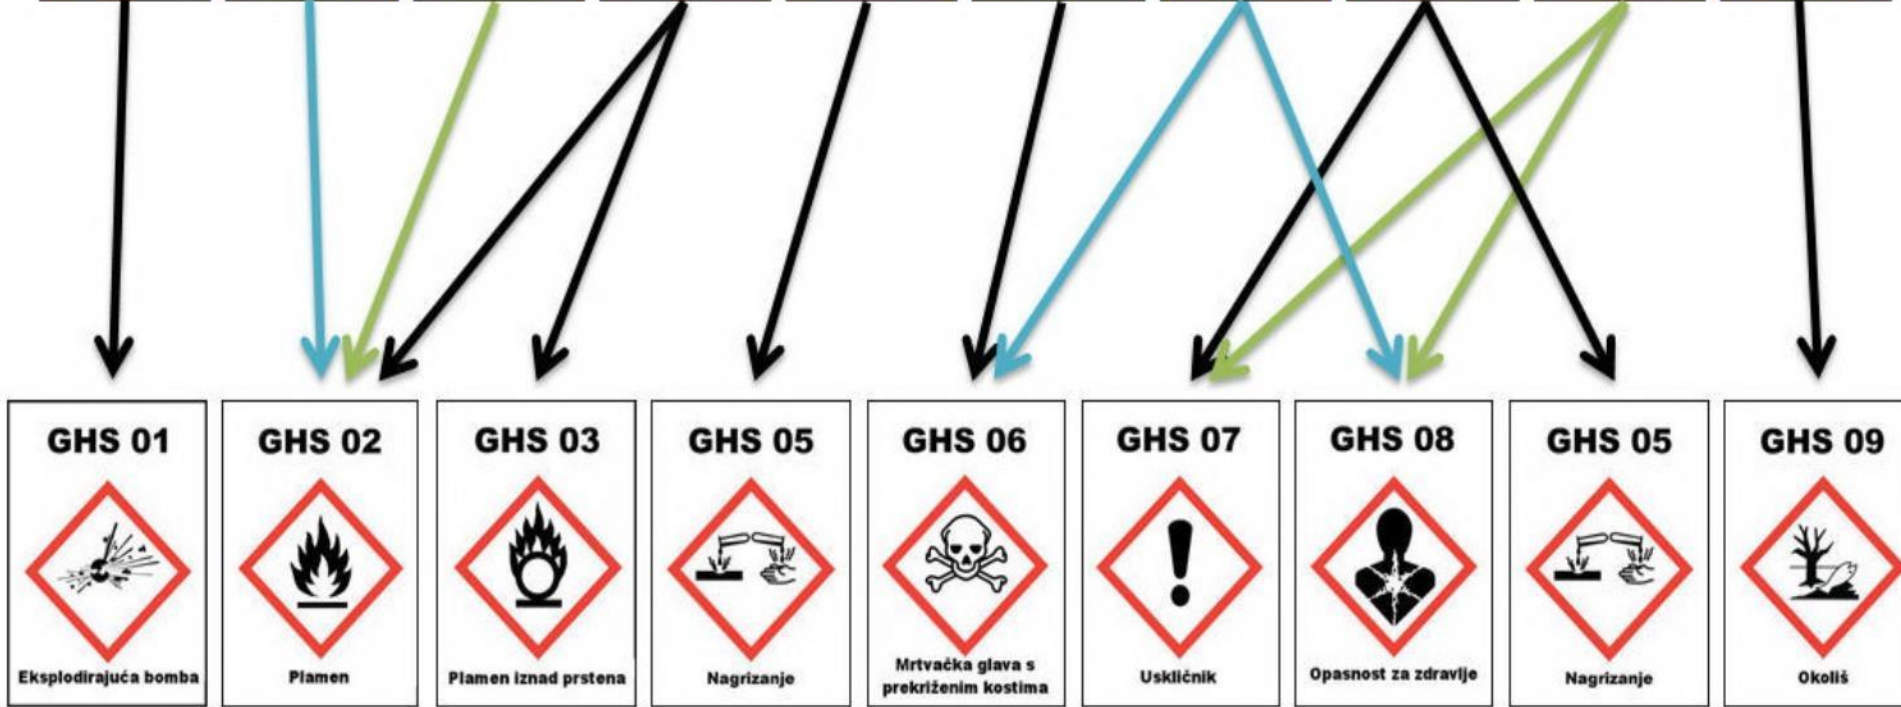 GHS 01
Eksplodirajuća bomba
GHS 02
Plamen
GHS 03
Plamen iznad prstena
GHS 05
Nagrizanje
GHS 06
Mrtvačka glava s
prekriženim kostima
GHS 07
Uskličnik
GHS 08
Opasnost za zdravlje
GHS 05
Nagrizanje
GHS 09
Okoliš